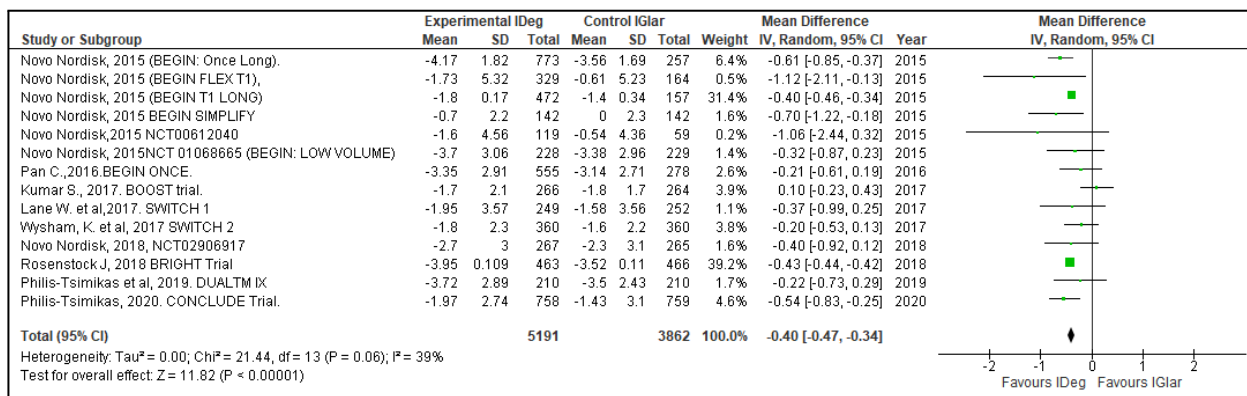 Experimental IDeg Control IGlar Mean Difference Mean Difference
Study or Subgroup Mean SD Total Mean SD Total Weight IV, Random, 95% CI Year IV, Random, 95% CI
Novo Nordisk, 2015 (BEGIN: Once Long). -4.17 1.82 773 -3.56 1.69 257 6.4% -0.61 [-0.85, -0.37] 2015
Novo Nordisk, 2015 (BEGIN FLEX T1), -1.73 5.32 329 -0.61 5.23 164 0.5% -1.12 [-2.11, -0.13] 2015
Novo Nordisk, 2015 (BEGIN T1 LONG) -1.8 0.17 472 -1.4 0.34 157 31.4% -0.40 [-0.46, -0.34] 2015
Novo Nordisk, 2015 BEGIN SIMPLIFY -0.7 2.2 142 0 2.3 142 1.6% -0.70 [-1.22, -0.18] 2015
Novo Nordisk,2015 NCT00612040 -1.6 4.56 119 -0.54 4.36 59 0.2% -1.06 [-2.44, 0.32] 2015
Novo Nordisk, 2015NCT 01068665 (BEGIN: LOW VOLUME) -3.7 3.06 228 -3.38 2.96 229 1.4% -0.32 [-0.87, 0.23] 2015
Pan C.,2016.BEGIN ONCE. -3.35 2.91 555 -3.14 2.71 278 2.6% -0.21 [-0.61, 0.19] 2016
Kumar S., 2017. BOOST trial. -1.7 2.1 266 -1.8 1.7 264 3.9% 0.10 [-0.23, 0.43] 2017
Lane W. et al,2017. SWITCH 1 -1.95 3.57 249 -1.58 3.56 252 1.1% -0.37 [-0.99, 0.25] 2017
Wysham, K. et al, 2017 SWITCH 2 -1.8 2.3 360 -1.6 2.2 360 3.8% -0.20 [-0.53, 0.13] 2017
Novo Nordisk, 2018, NCT02906917 -2.7 3 267 -2.3 3.1 265 1.6% -0.40 [-0.92, 0.12] 2018
Rosenstock J, 2018 BRIGHT Trial -3.95 0.109 463 -3.52 0.11 466 39.2% -0.43 [-0.44, -0.42] 2018
Philis-Tsimikas et al, 2019. DUALTM IX -3.72 2.89 210 -3.5 2.43 210 1.7% -0.22 [-0.73, 0.29] 2019
Philis-Tsimikas, 2020. CONCLUDE Trial. -1.97 2.74 758 -1.43 3.1 759 4.6% -0.54 [-0.83, -0.25] 2020
Total (95% CI) 5191 3862 100.0% -0.40 [-0.47, -0.34]
Heterogeneity: Tau² = 0.00; Chi² = 21.44, df = 13 (P = 0.06); I² = 39%
Test for overall effect: Z = 11.82 (P < 0.00001)
-2 -1 0 1 2
Favours IDeg Favours IGlar